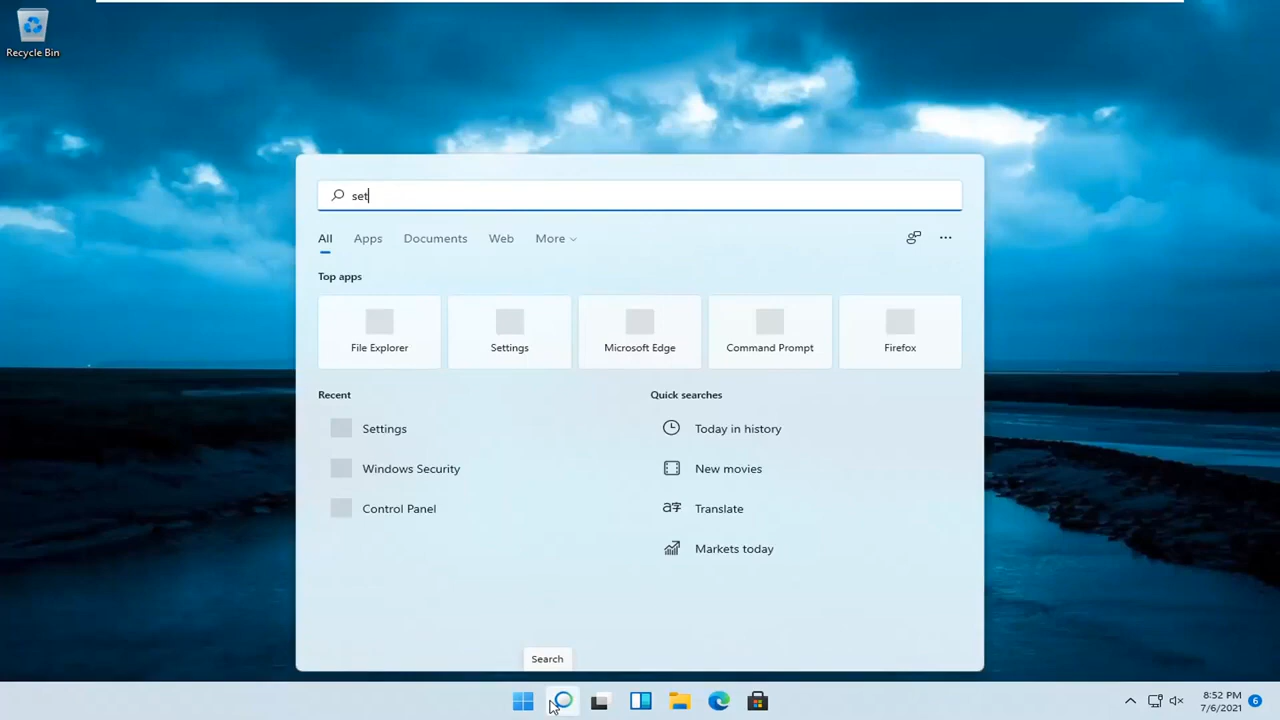 Recycle Bin
set
All Apps Documents Web More
Top apps
File Explorer Settings Microsoft Edge Command Prompt Firefox
Recent Quick searches
Settings Today in history
Windows Security New movies
Control Panel Translate
Markets today
Search
8:52 PM
7/6/2021
6